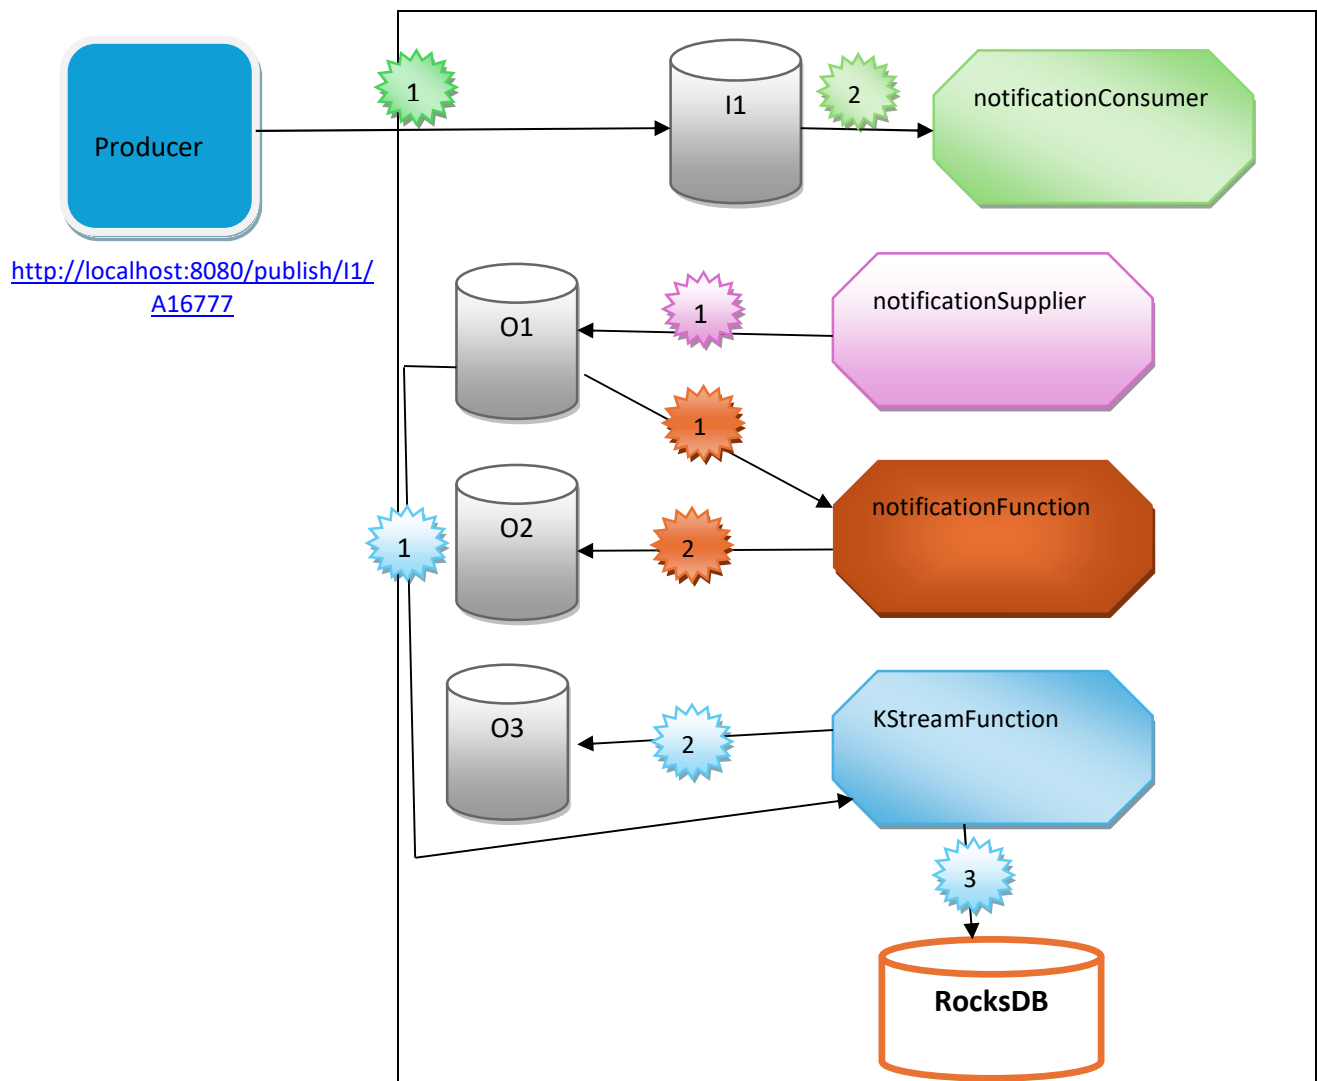 1
I1
2
notificationConsumer
Producer
http://localhost:8080/publish/I1/
A16777
O1
1
notificationSupplier
1
notificationFunction
O2
2
1
O3
2
KStreamFunction
3
RocksDB